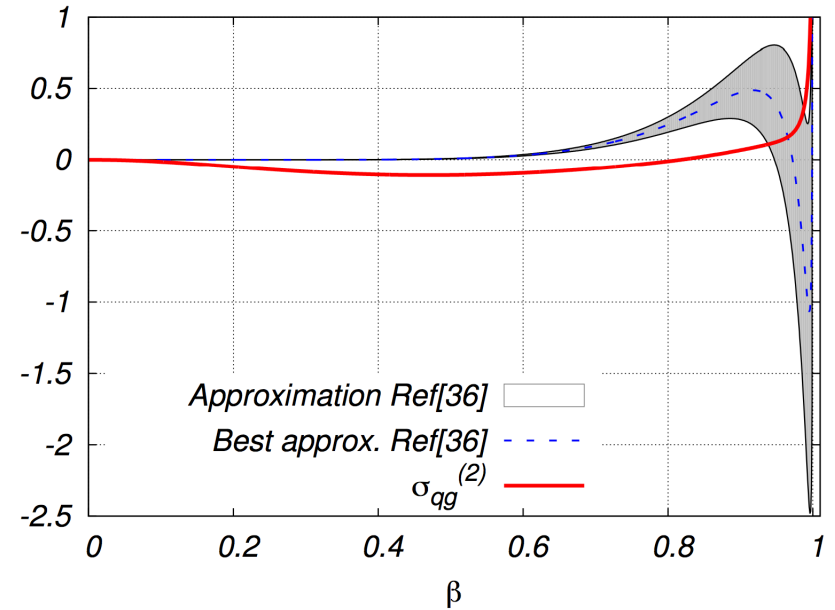 1
0.5
0
-0.5
-1
-1.5
-2
-2.5
Approximation Ref[36]
Best approx. Ref[36]
σqg(2)
0 0.2 0.4 0.6 0.8 1
β